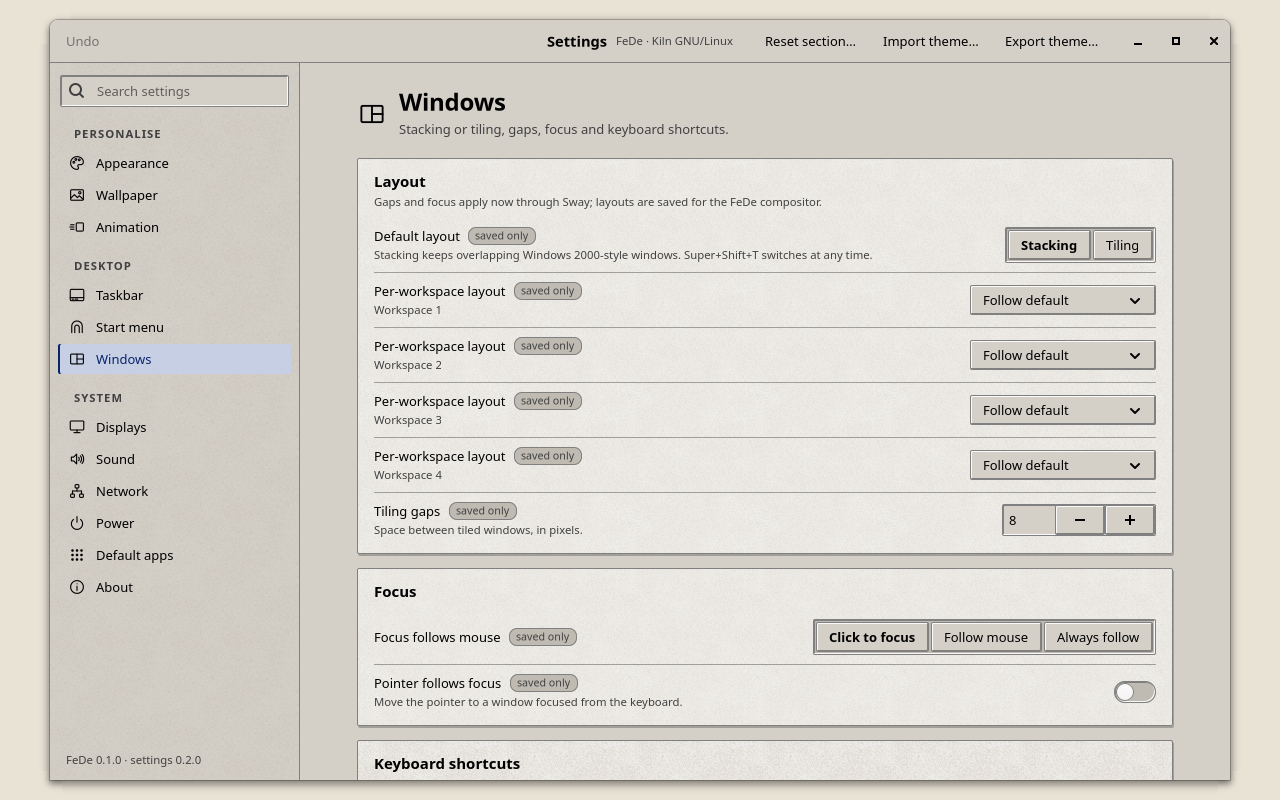 Undo
Settings FeDe · Kiln GNU/Linux
Reset section...
Import theme...
Export theme...
Search settings
PERSONALISE
Appearance
Wallpaper
Animation
DESKTOP
Taskbar
Start menu
Windows
SYSTEM
Displays
Sound
Network
Power
Default apps
About
FeDe 0.1.0 · settings 0.2.0
Windows
Stacking or tiling, gaps, focus and keyboard shortcuts.
Layout
Gaps and focus apply now through Sway; layouts are saved for the FeDe compositor.
Default layout saved only
Stacking keeps overlapping Windows 2000-style windows. Super+Shift+T switches at any time.
Stacking Tiling
Per-workspace layout saved only
Workspace 1
Follow default
Per-workspace layout saved only
Workspace 2
Follow default
Per-workspace layout saved only
Workspace 3
Follow default
Per-workspace layout saved only
Workspace 4
Follow default
Tiling gaps saved only
Space between tiled windows, in pixels.
8
Focus
Focus follows mouse saved only
Click to focus Follow mouse Always follow
Pointer follows focus saved only
Move the pointer to a window focused from the keyboard.
Keyboard shortcuts